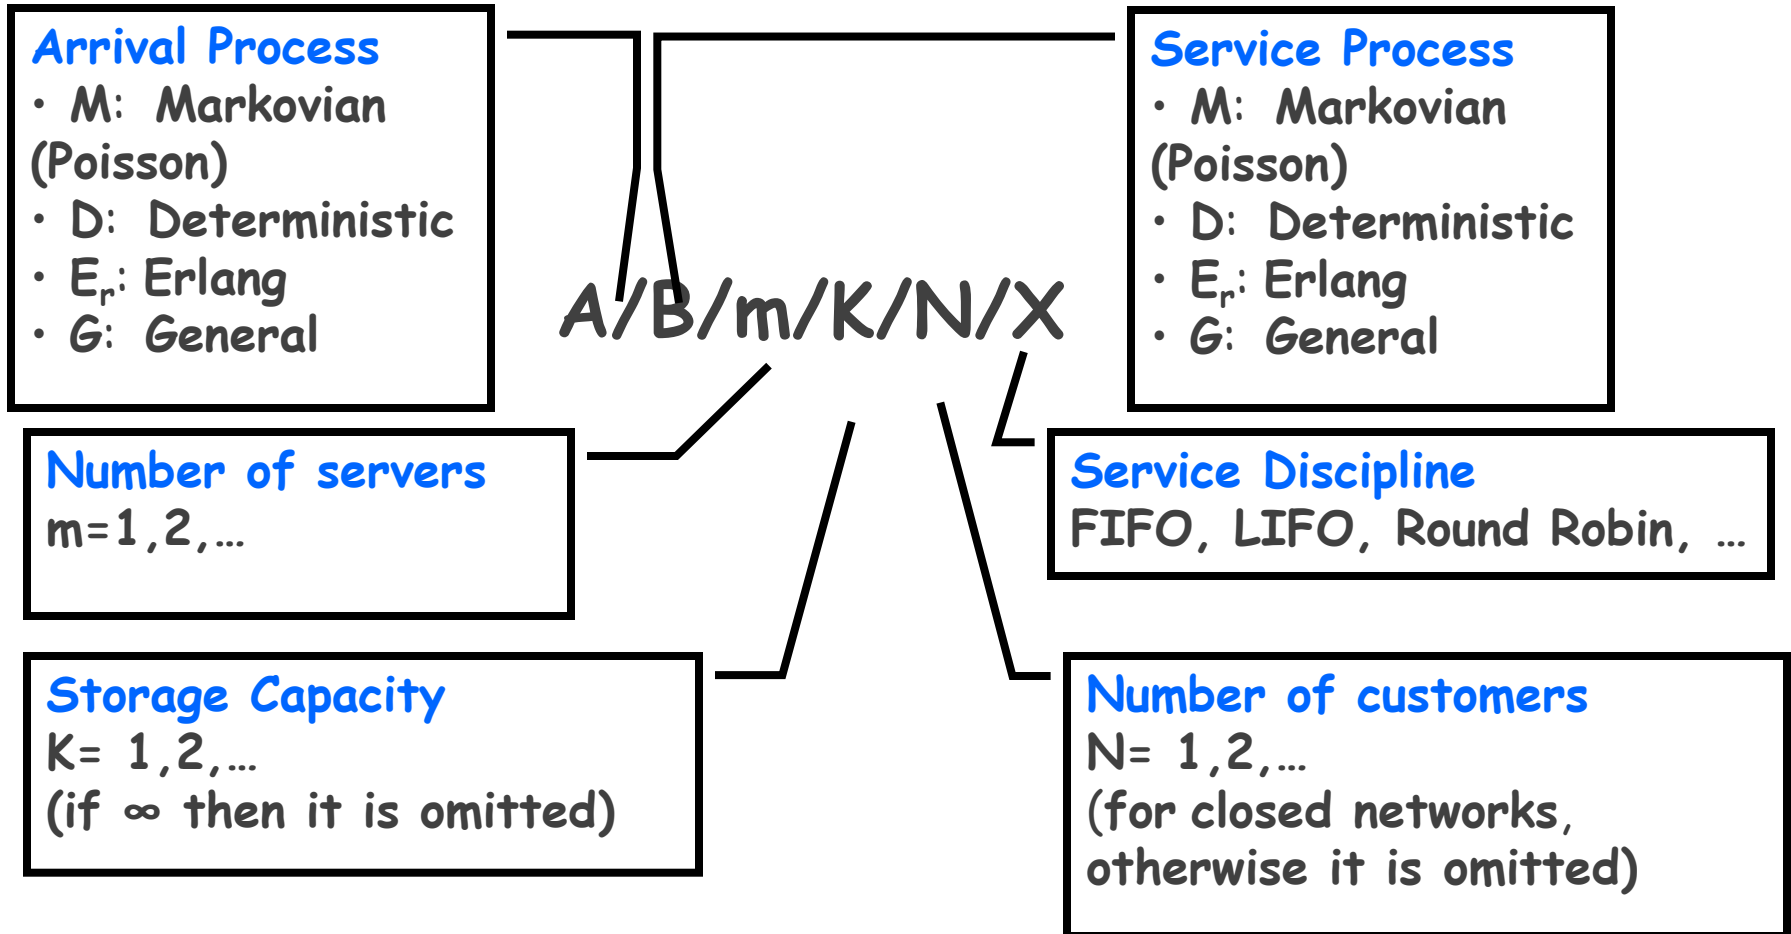 Arrival Process
• M: Markovian
(Poisson)
• D: Deterministic
• Er: Erlang
• G: General
Service Process
• M: Markovian
(Poisson)
• D: Deterministic
• Er: Erlang
• G: General
A/B/m/K/N/X
Number of servers
m=1,2,…
Service Discipline
FIFO, LIFO, Round Robin, …
Storage Capacity
K= 1,2,…
(if ∞ then it is omitted)
Number of customers
N= 1,2,…
(for closed networks,
otherwise it is omitted)